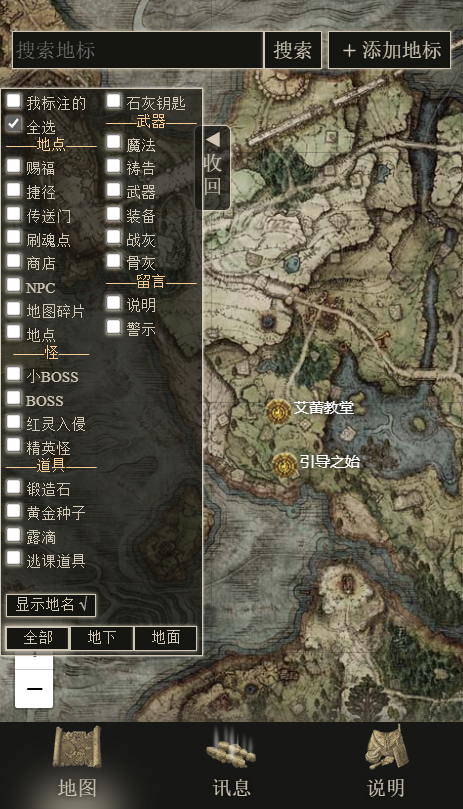 搜索地标
搜索
＋ 添加地标
我标注的
全选
地点
赐福
捷径
传送门
刷魂点
商店
NPC
地图碎片
地点
怪
小BOSS
BOSS
红灵入侵
精英怪
道具
锻造石
黄金种子
露滴
逃课道具
石灰钥匙
武器
魔法
祷告
武器
装备
战灰
骨灰
留言
说明
警示
显示地名 √
全部
地下
地面
◀
收
回
艾蕾教堂
引导之始
−
地图
讯息
说明